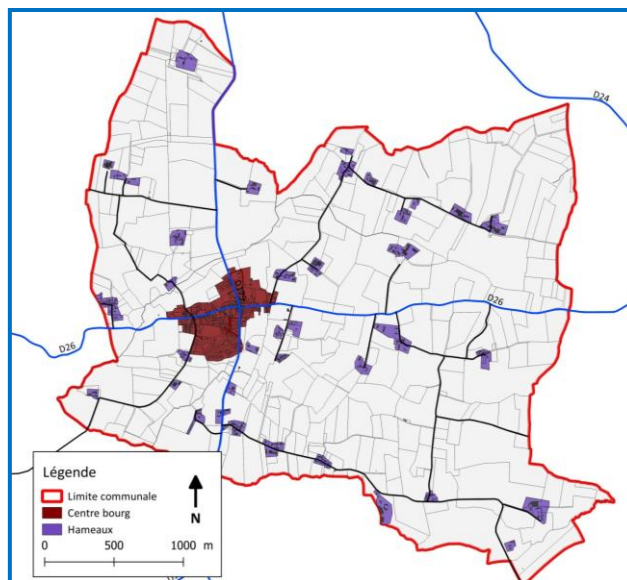 D24
D26
D26
Légende
Limite communale
Centre bourg
Hameaux
N
0 500 1000 m